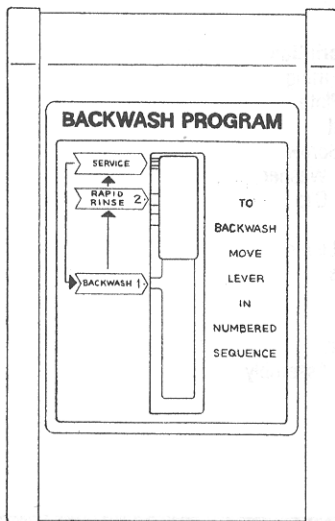 BACKWASH PROGRAM
SERVICE
RAPID
RINSE 2.
BACKWASH 1.
TO
BACKWASH
MOVE
LEVER
IN
NUMBERED
SEQUENCE